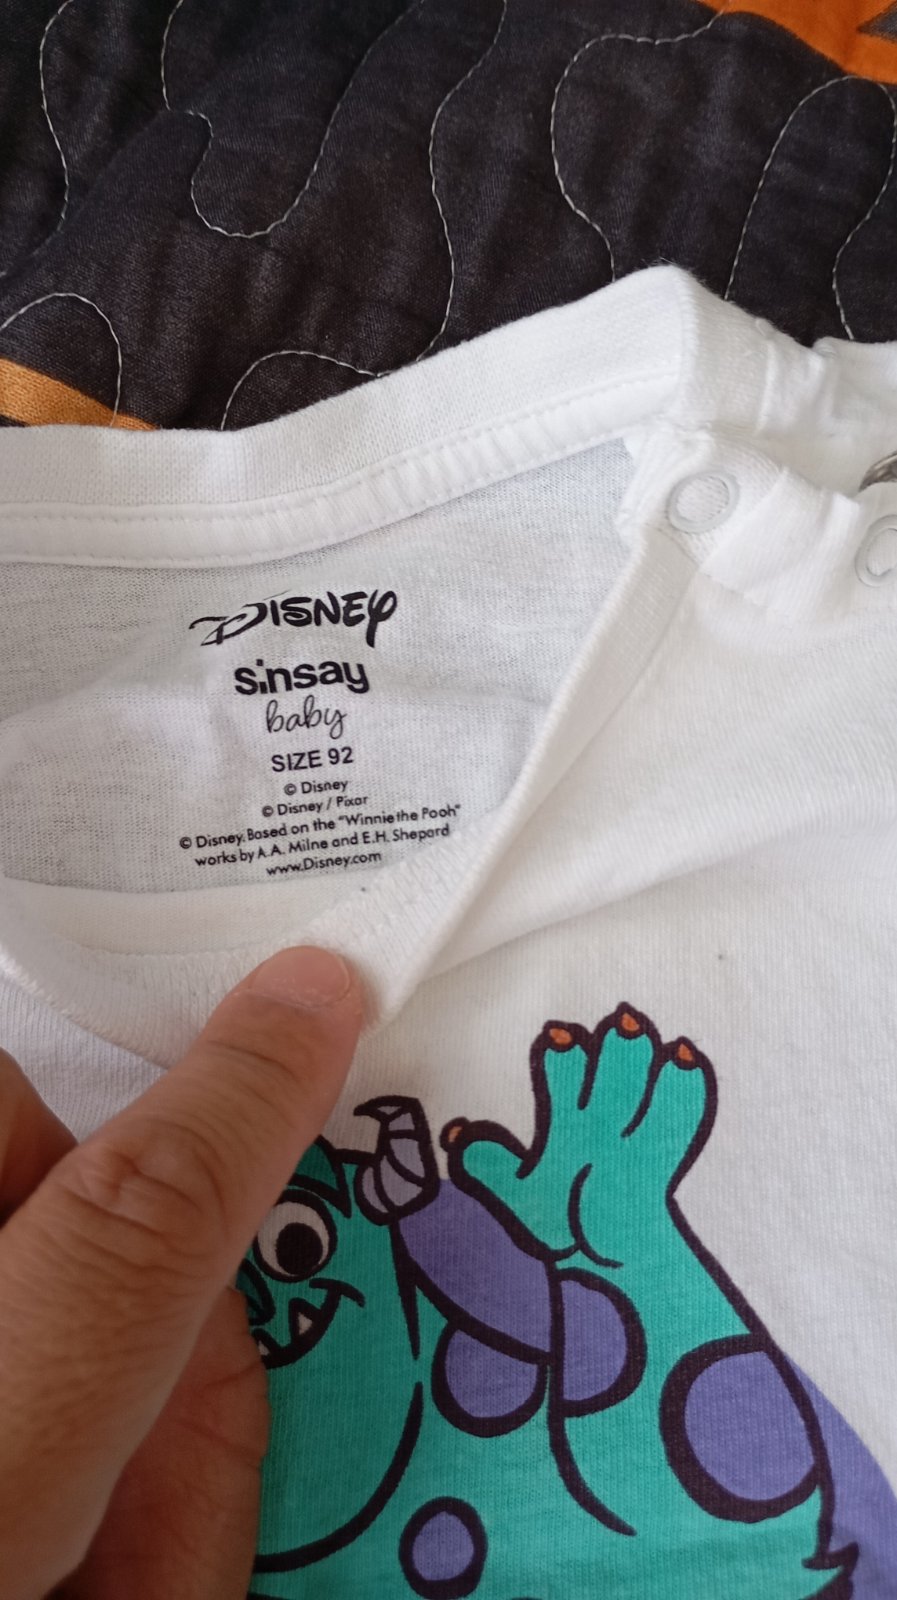 Disney
sinsay
baby
SIZE 92
© Disney
© Disney / Pixar
© Disney. Based on the "Winnie the Pooh"
works by A.A. Milne and E.H. Shepard
www.Disney.com